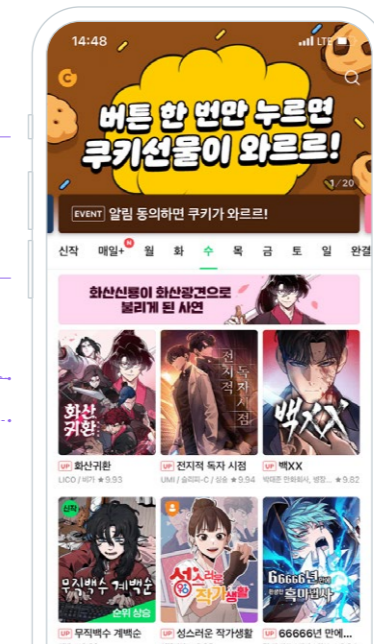 14:48
LTE
버튼 한 번만 누르면
쿠키선물이 와르르!
1/20
EVENT 알림 동의하면 쿠키가 와르르!
신작 매일+ N 월 화 수 목 금 토 일 완결
화산신룡이 화산광견으로
불리게 된 사연
화산
귀환
전지적
독자
시점
백XX
UP 화산귀환
LICO / 비가 ★9.93
UP 전지적 독자 시점
UMI / 슬리피-C / 싱숑 ★9.94
UP 백XX
★9.82
신작
무직백수 계백순
순위 상승
성스러운
작가생활
66666년 만에
환생한
흑마법사
UP 무직백수 계백순
UP 성스러운 작가생활
UP 66666년 만에...